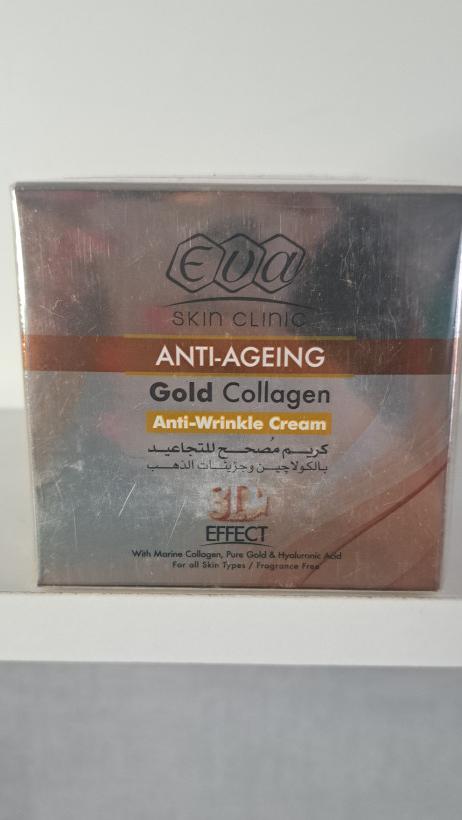 Eva
SKIN CLINIC
ANTI-AGEING
Gold Collagen
Anti-Wrinkle Cream
كريم مُصحح للتجاعيد
بالكولاچين وجزيئات الذهب
3D
EFFECT
With Marine Collagen, Pure Gold & Hyaluronic Acid
For all Skin Types / Fragrance Free